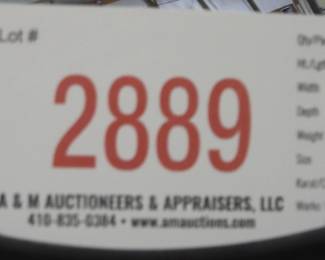 Lot #
2889
A & M AUCTIONEERS & APPRAISERS, LLC
410-835-0384 • www.amauctions.com
Width
Depth
Weight
Size